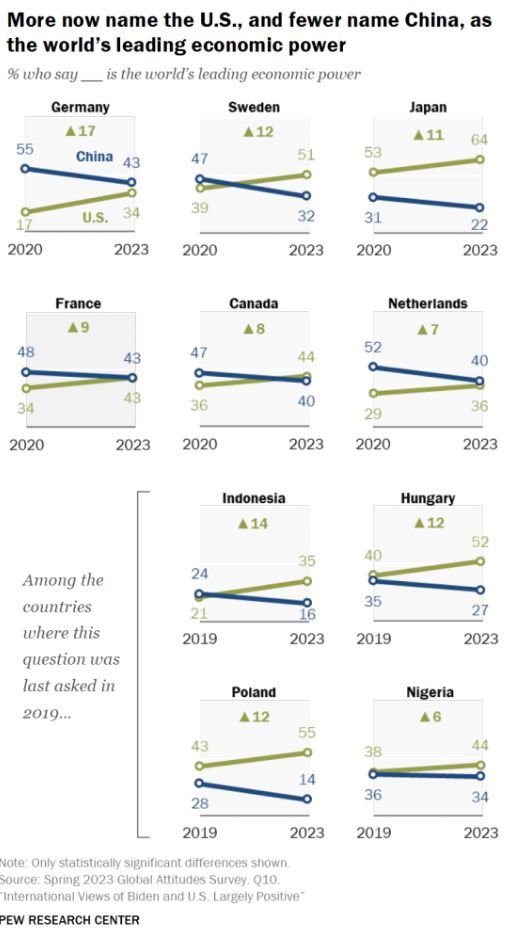 More now name the U.S., and fewer name China, as
the world's leading economic power
% who say __ is the world's leading economic power
Germany
▲17
55
China
43
17
U.S.
34
2020
2023
Sweden
▲12
47
51
39
32
2020
2023
Japan
▲11
53
64
31
22
2020
2023
France
▲9
48
43
34
43
2020
2023
Canada
▲8
47
44
36
40
2020
2023
Netherlands
▲7
52
40
29
36
2020
2023
Among the
countries
where this
question was
last asked in
2019...
Indonesia
▲14
24
35
21
16
2019
2023
Hungary
▲12
40
52
35
27
2019
2023
Poland
▲12
43
55
28
14
2019
2023
Nigeria
▲6
38
44
36
34
2019
2023
Note: Only statistically significant differences shown.
Source: Spring 2023 Global Attitudes Survey. Q10.
"International Views of Biden and U.S. Largely Positive"
PEW RESEARCH CENTER